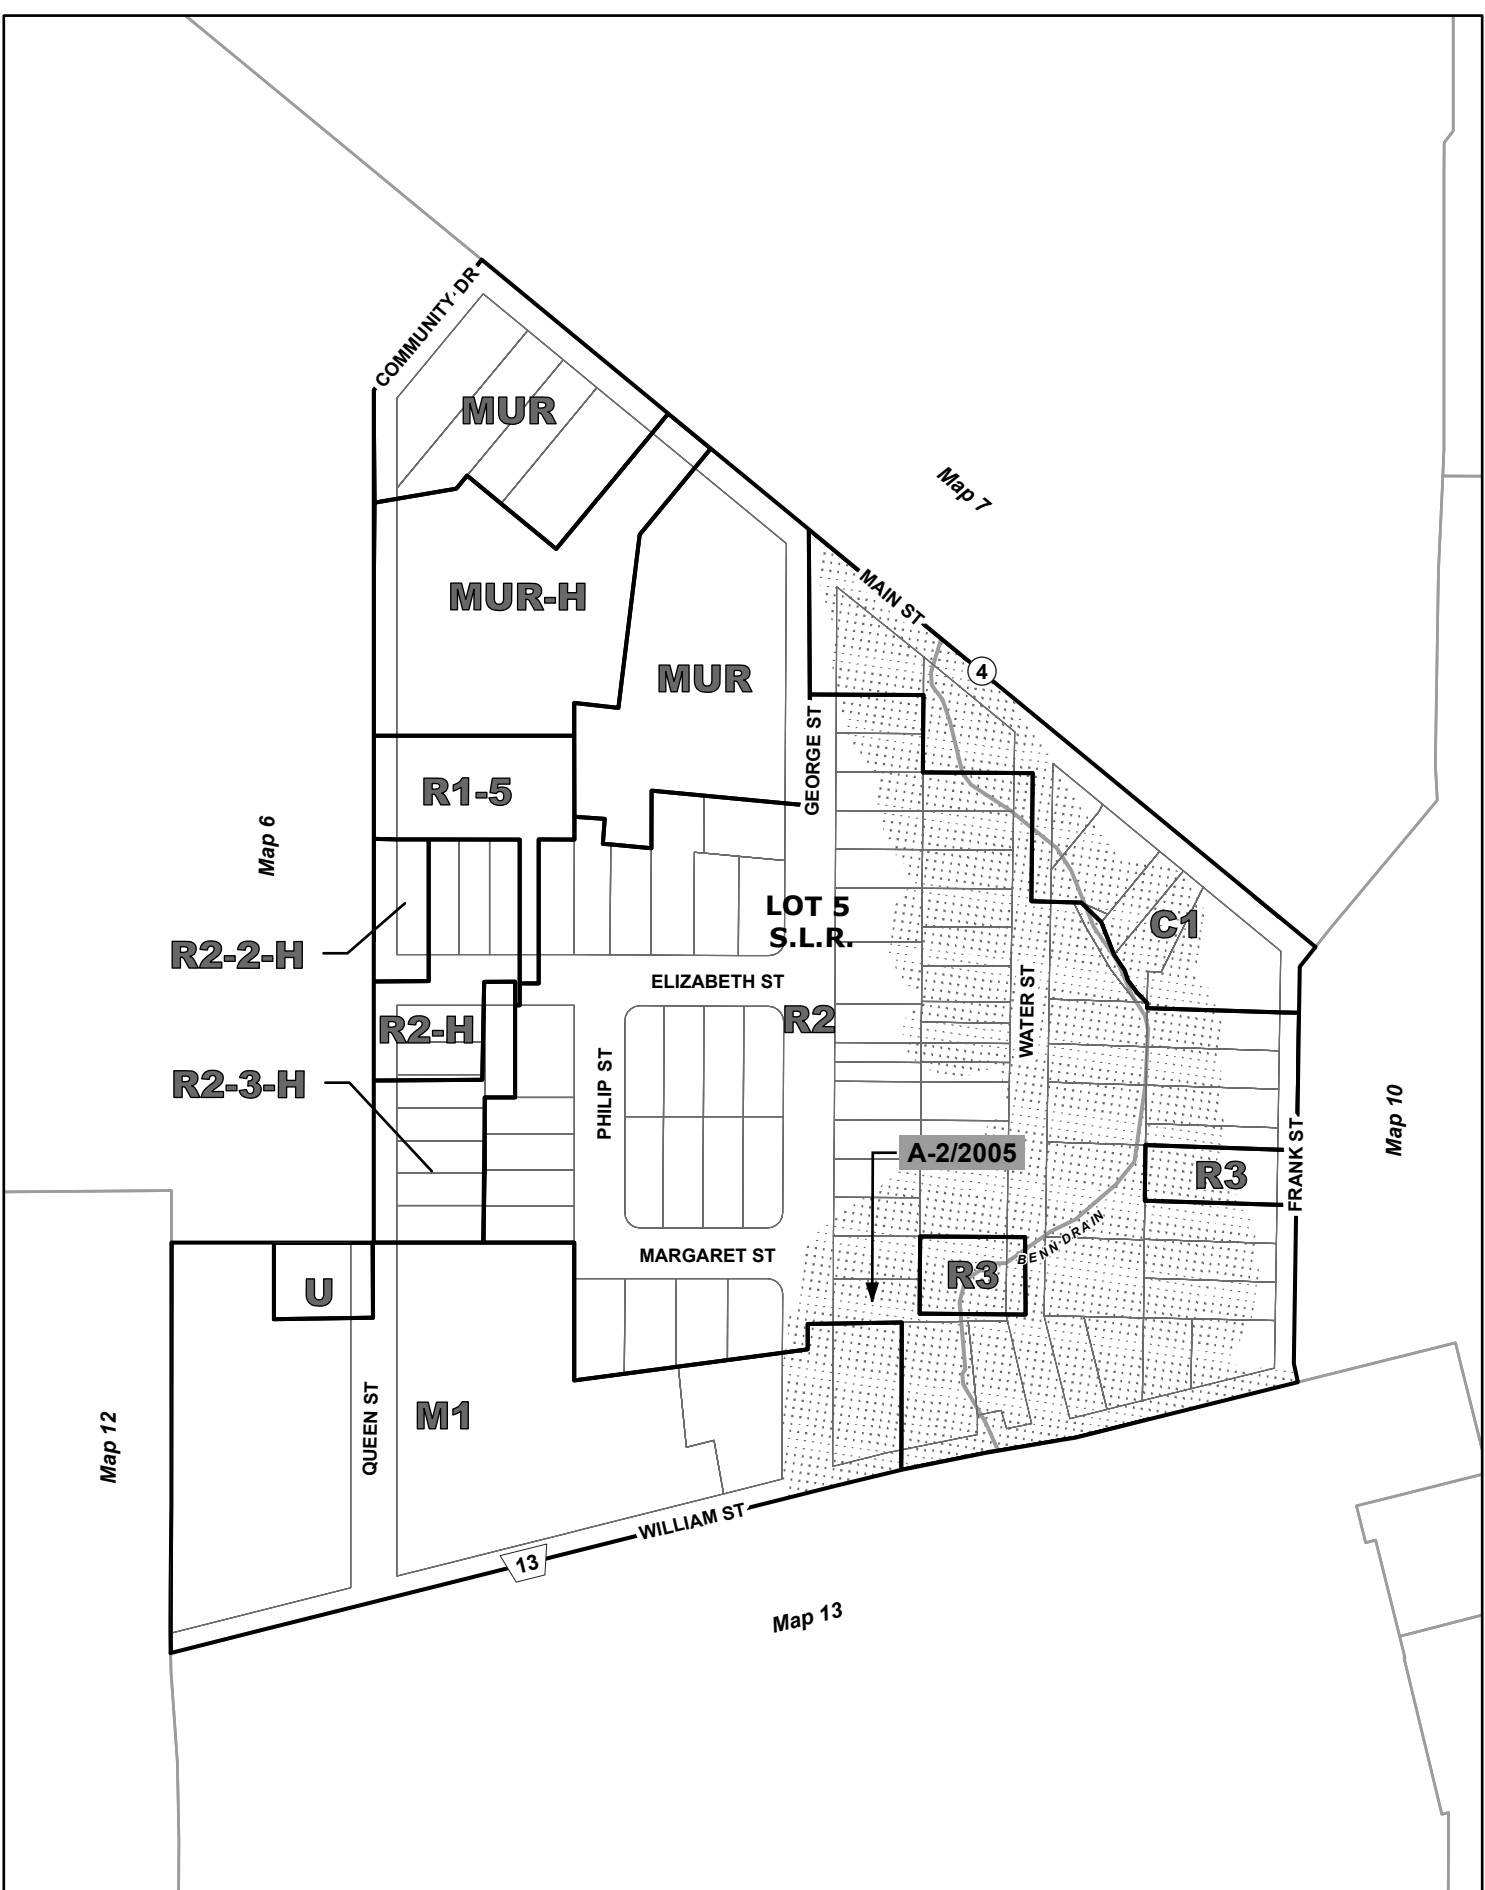 COMMUNITY DR
MUR
Map 7
MUR-H
MAIN ST
4
MUR
GEORGE ST
R1-5
Map 6
LOT 5
S.L.R.
C1
R2-2-H
ELIZABETH ST
WATER ST
R2
R2-H
R2-3-H
PHILIP ST
A-2/2005
R3
FRANK ST
Map 10
BENN DRAIN
MARGARET ST
R3
U
QUEEN ST
M1
Map 12
WILLIAM ST
13
Map 13